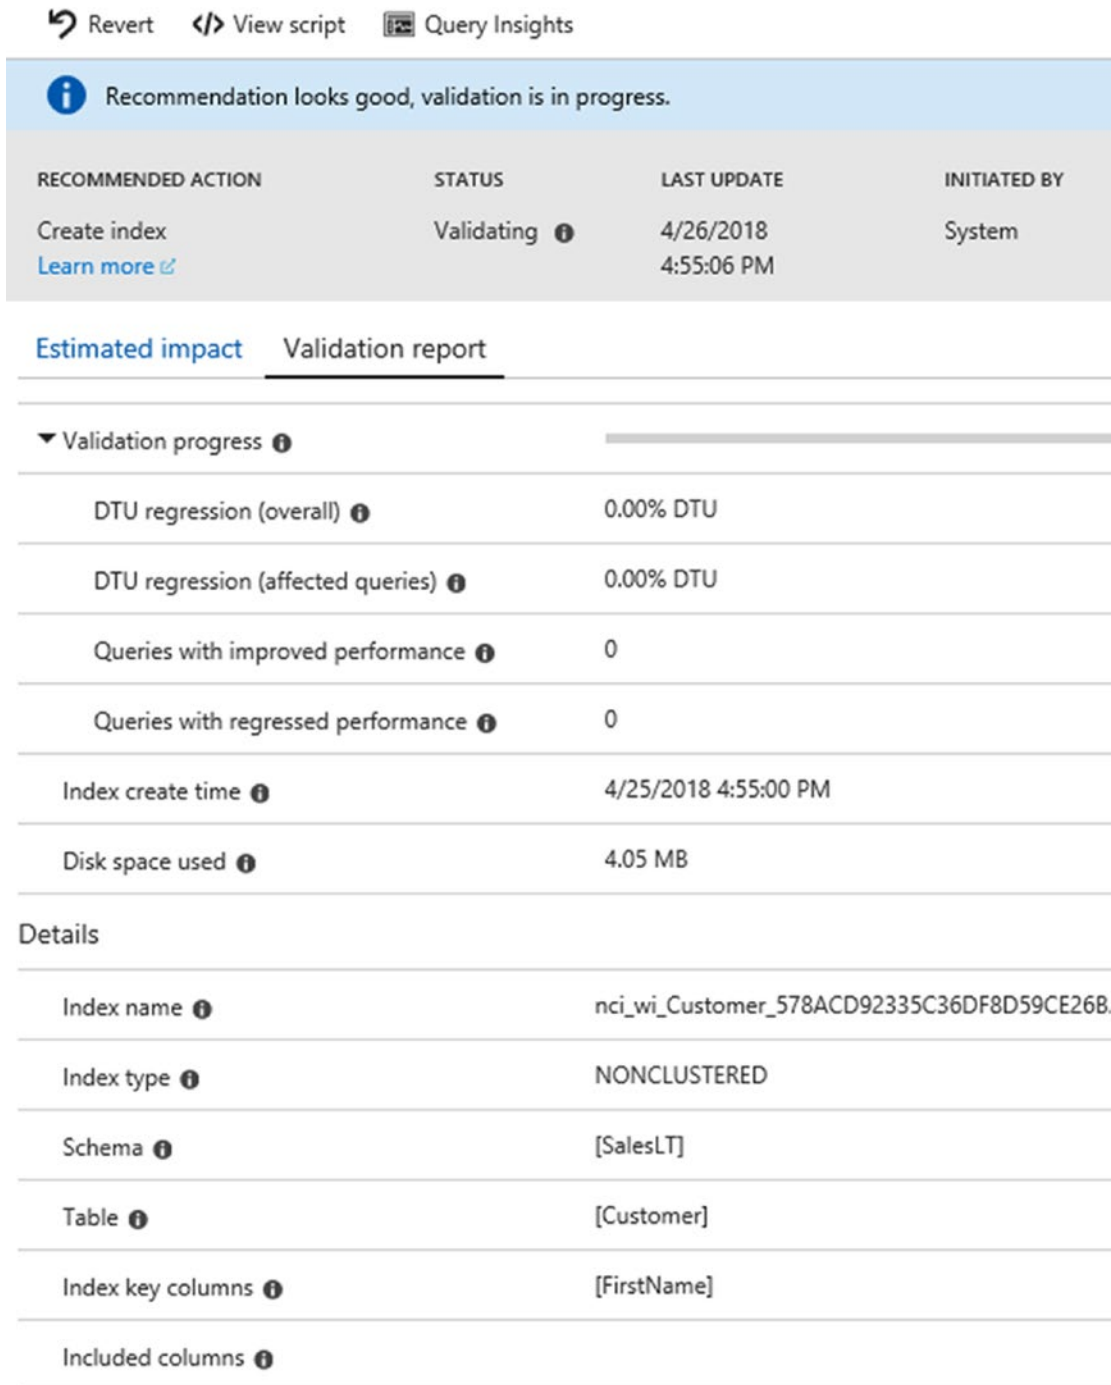 Revert </> View script Query Insights
Recommendation looks good, validation is in progress.
RECOMMENDED ACTION STATUS LAST UPDATE INITIATED BY
Create index Validating 4/26/2018 System
Learn more 4:55:06 PM
Estimated impact Validation report
Validation progress
DTU regression (overall) 0.00% DTU
DTU regression (affected queries) 0.00% DTU
Queries with improved performance 0
Queries with regressed performance 0
Index create time 4/25/2018 4:55:00 PM
Disk space used 4.05 MB
Details
Index name nci_wi_Customer_578ACD92335C36DF8D59CE26B
Index type NONCLUSTERED
Schema [SalesLT]
Table [Customer]
Index key columns [FirstName]
Included columns